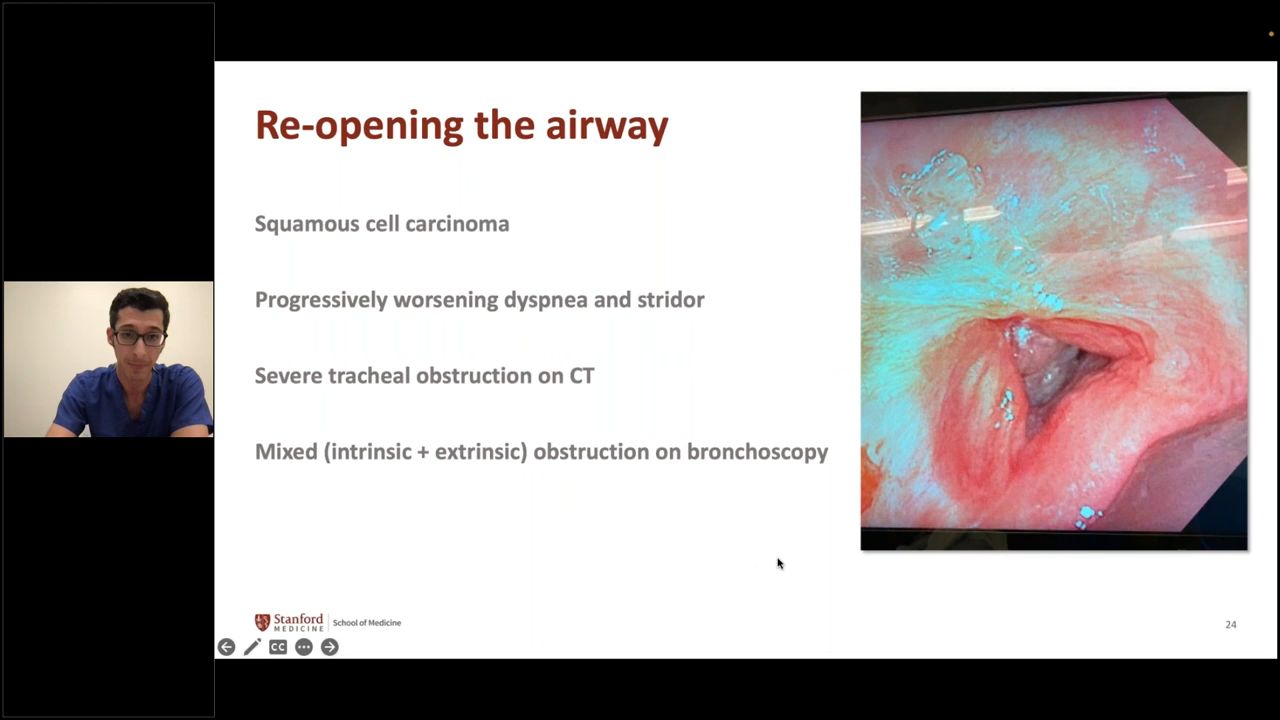 Re-opening the airway
Squamous cell carcinoma
Progressively worsening dyspnea and stridor
Severe tracheal obstruction on CT
Mixed (intrinsic + extrinsic) obstruction on bronchoscopy
Stanford
MEDICINE
School of Medicine
24
CC